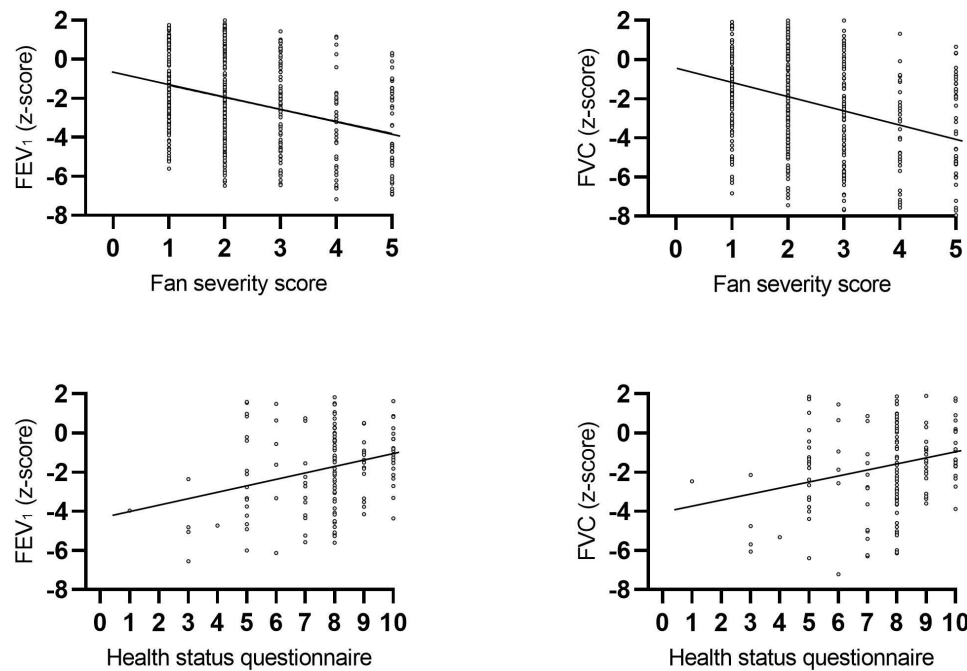 2
0
-2
-4
-6
-8
FEV₁ (z-score)
0 1 2 3 4 5
Fan severity score
2
0
-2
-4
-6
-8
FVC (z-score)
0 1 2 3 4 5
Fan severity score
2
0
-2
-4
-6
-8
FEV₁ (z-score)
0 1 2 3 4 5 6 7 8 9 10
Health status questionnaire
2
0
-2
-4
-6
-8
FVC (z-score)
0 1 2 3 4 5 6 7 8 9 10
Health status questionnaire